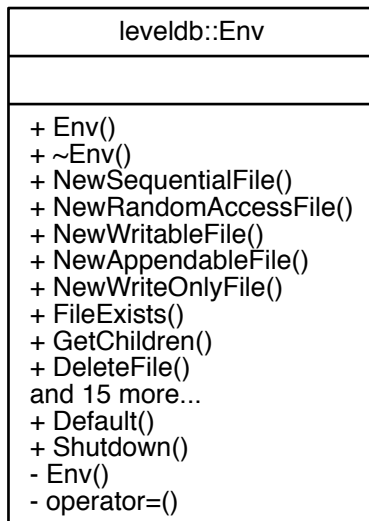 leveldb::Env
+ Env()
+ ~Env()
+ NewSequentialFile()
+ NewRandomAccessFile()
+ NewWritableFile()
+ NewAppendableFile()
+ NewWriteOnlyFile()
+ FileExists()
+ GetChildren()
+ DeleteFile()
and 15 more...
+ Default()
+ Shutdown()
- Env()
- operator=()